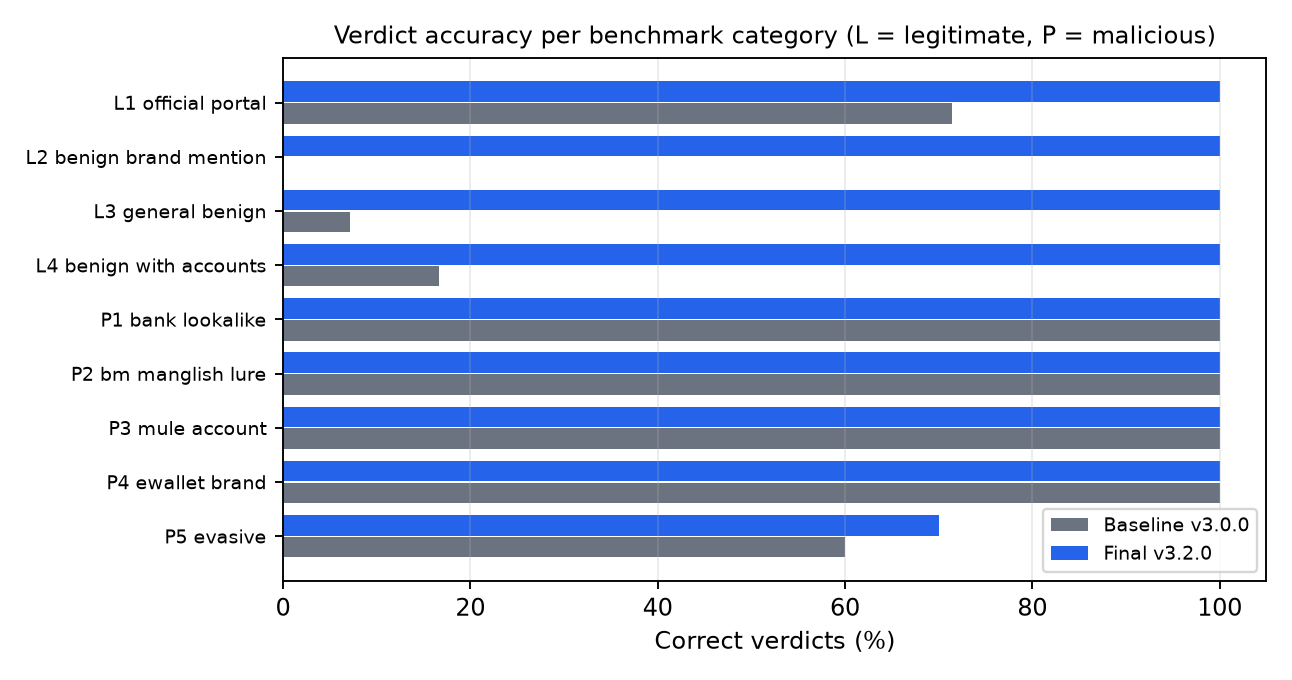 Verdict accuracy per benchmark category (L = legitimate, P = malicious)
L1 official portal
L2 benign brand mention
L3 general benign
L4 benign with accounts
P1 bank lookalike
P2 bm manglish lure
P3 mule account
P4 ewallet brand
P5 evasive
Baseline v3.0.0
Final v3.2.0
0 20 40 60 80 100
Correct verdicts (%)